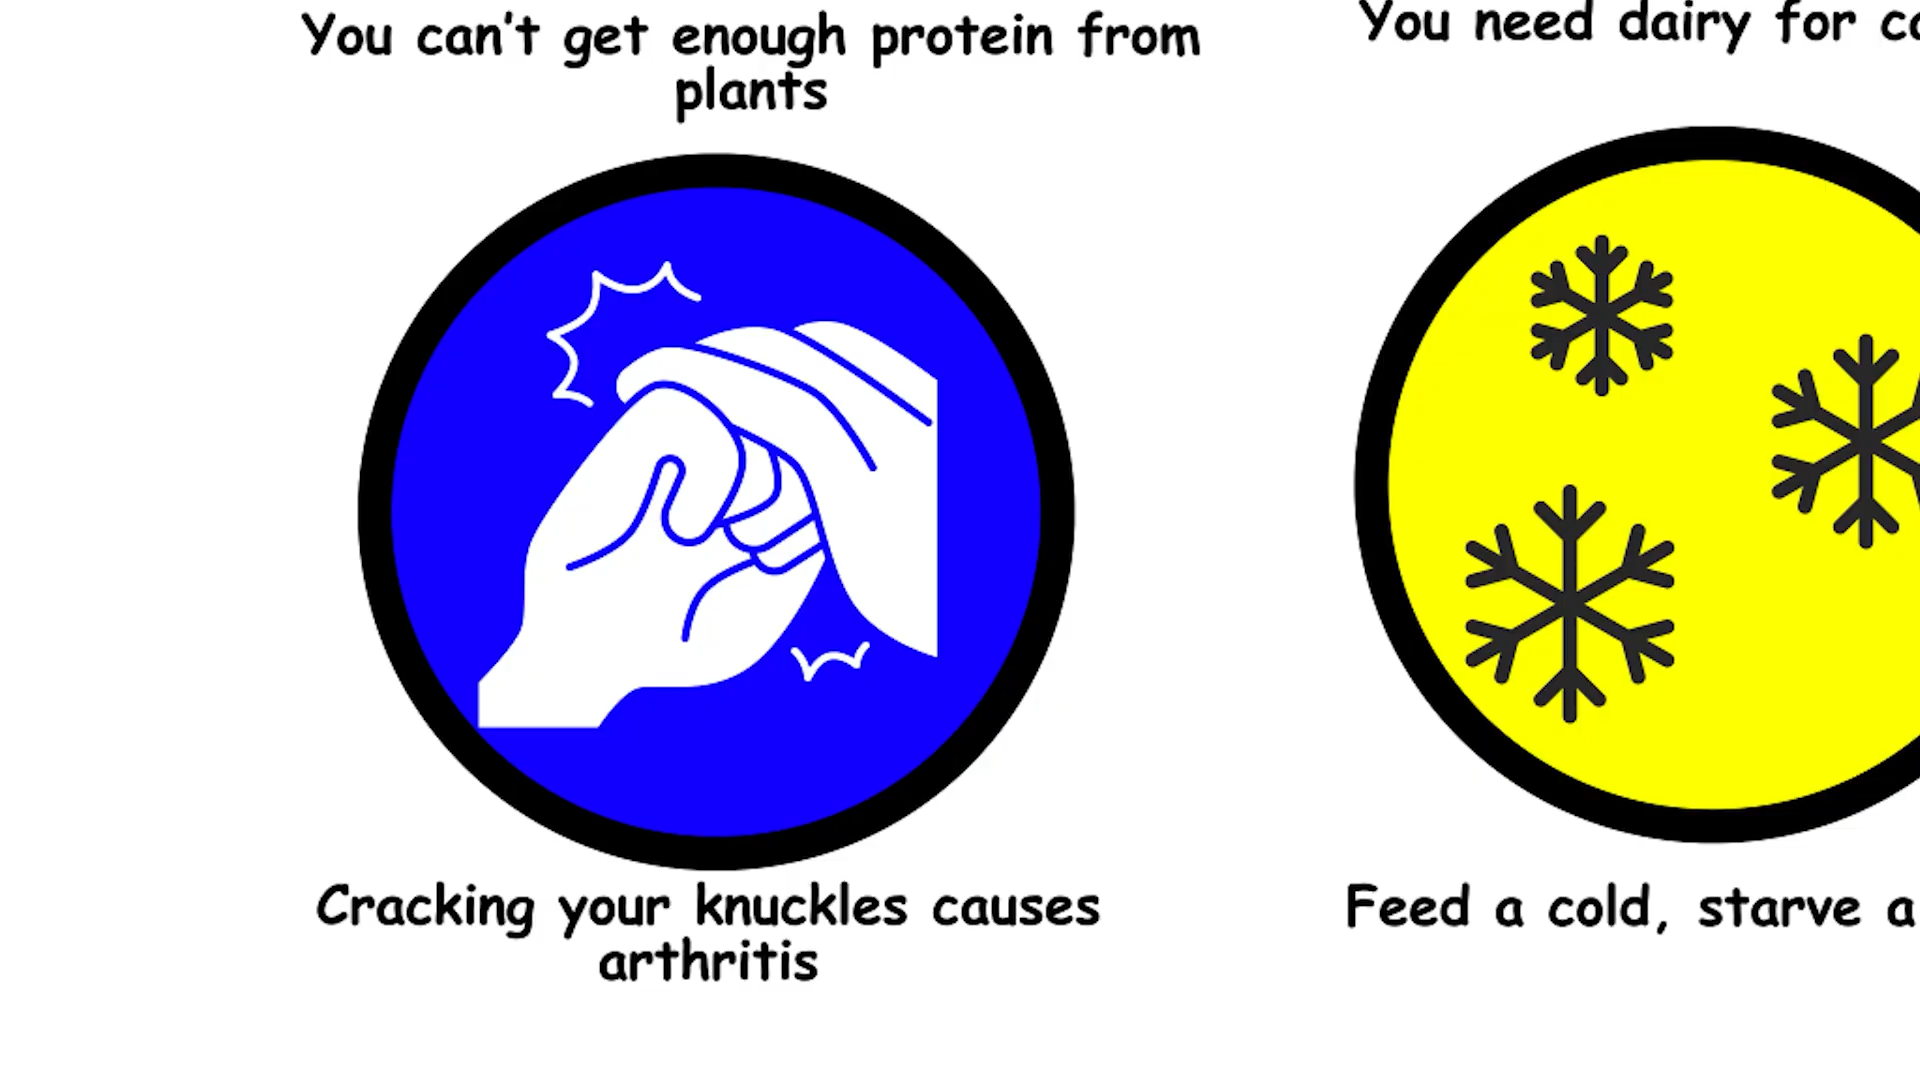 You can't get enough protein from
plants
You need dairy for
Cracking your knuckles causes
arthritis
Feed a cold, starve a